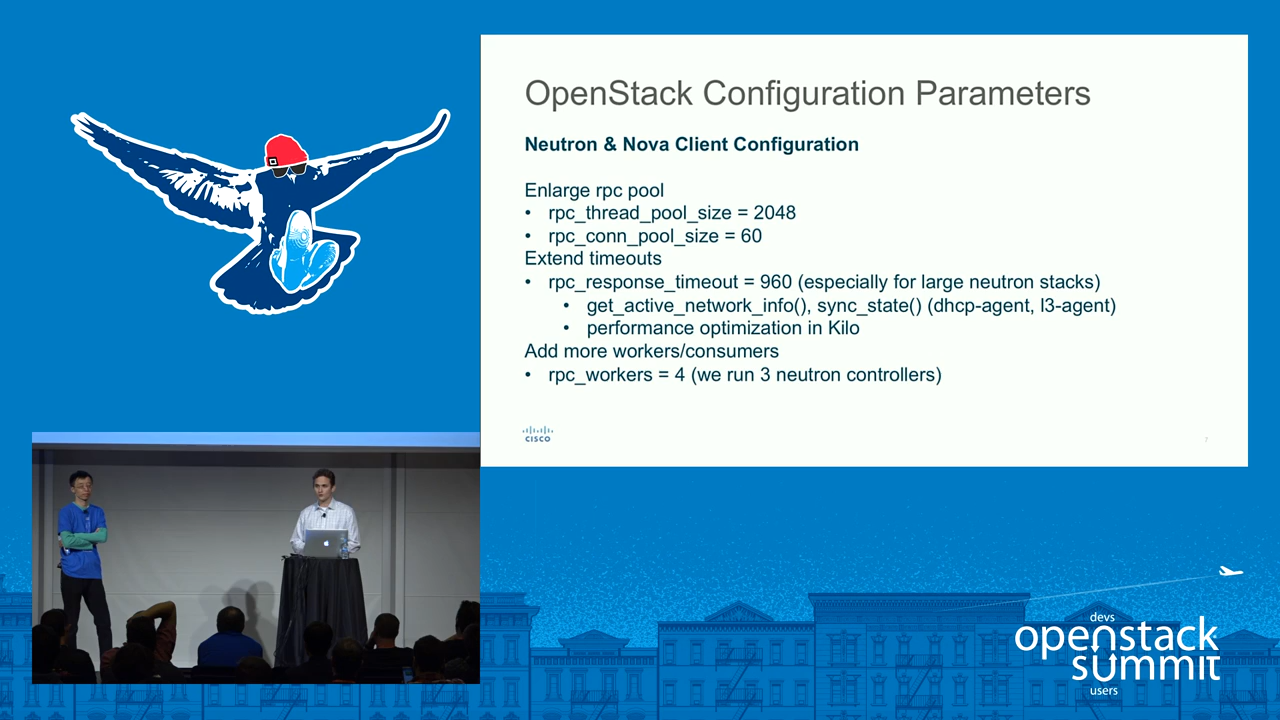 OpenStack Configuration Parameters
Neutron & Nova Client Configuration
Enlarge rpc pool
• rpc_thread_pool_size = 2048
• rpc_conn_pool_size = 60
Extend timeouts
• rpc_response_timeout = 960 (especially for large neutron stacks)
• get_active_network_info(), sync_state() (dhcp-agent, l3-agent)
• performance optimization in Kilo
Add more workers/consumers
• rpc_workers = 4 (we run 3 neutron controllers)
CISCO
7
devs
openstack
summit
users